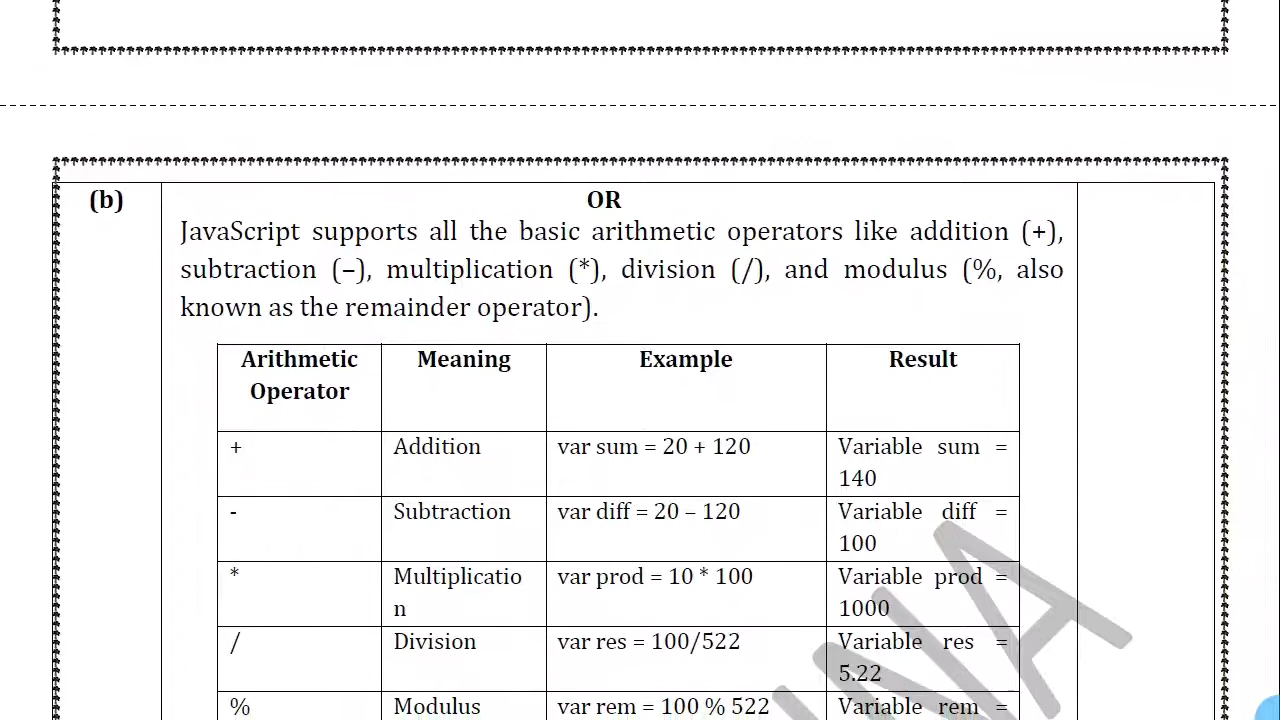 (b)
OR
JavaScript supports all the basic arithmetic operators like addition (+),
subtraction (–), multiplication (*), division (/), and modulus (%, also
known as the remainder operator).
Arithmetic Operator Meaning Example Result
+ Addition var sum = 20 + 120 Variable sum = 140
- Subtraction var diff = 20 – 120 Variable diff = 100
* Multiplication var prod = 10 * 100 Variable prod = 1000
/ Division var res = 100/522 Variable res = 5.22
% Modulus var rem = 100 % 522 Variable rem =